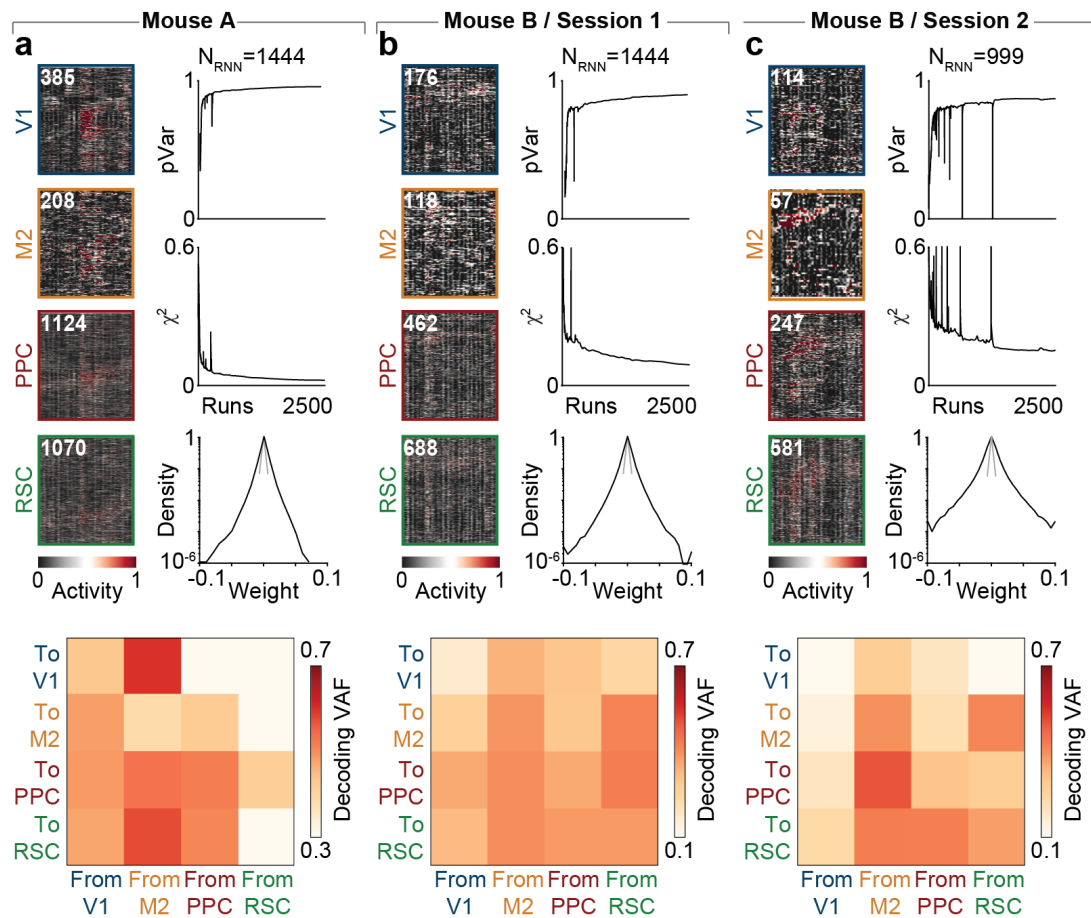 Mouse A
Mouse B / Session 1
Mouse B / Session 2
a
N_RNN=1444
385
V1
1
pVar
0
208
M2
0.6
χ²
0
Runs
2500
1124
PPC
1070
RSC
1
Density
10⁻⁶
-0.1
Weight
0.1
0
Activity
1
b
N_RNN=1444
176
V1
1
pVar
0
118
M2
0.6
χ²
0
Runs
2500
462
PPC
688
RSC
1
Density
10⁻⁶
-0.1
Weight
0.1
0
Activity
1
c
N_RNN=999
114
V1
1
pVar
0
57
M2
0.6
χ²
0
Runs
2500
247
PPC
581
RSC
1
Density
10⁻⁶
-0.1
Weight
0.1
0
Activity
1
To
V1
To
M2
To
PPC
To
RSC
From
V1
From
M2
From
PPC
From
RSC
0.7
Decoding VAF
0.3
To
V1
To
M2
To
PPC
To
RSC
From
V1
From
M2
From
PPC
From
RSC
0.7
Decoding VAF
0.1
To
V1
To
M2
To
PPC
To
RSC
From
V1
From
M2
From
PPC
From
RSC
0.7
Decoding VAF
0.1